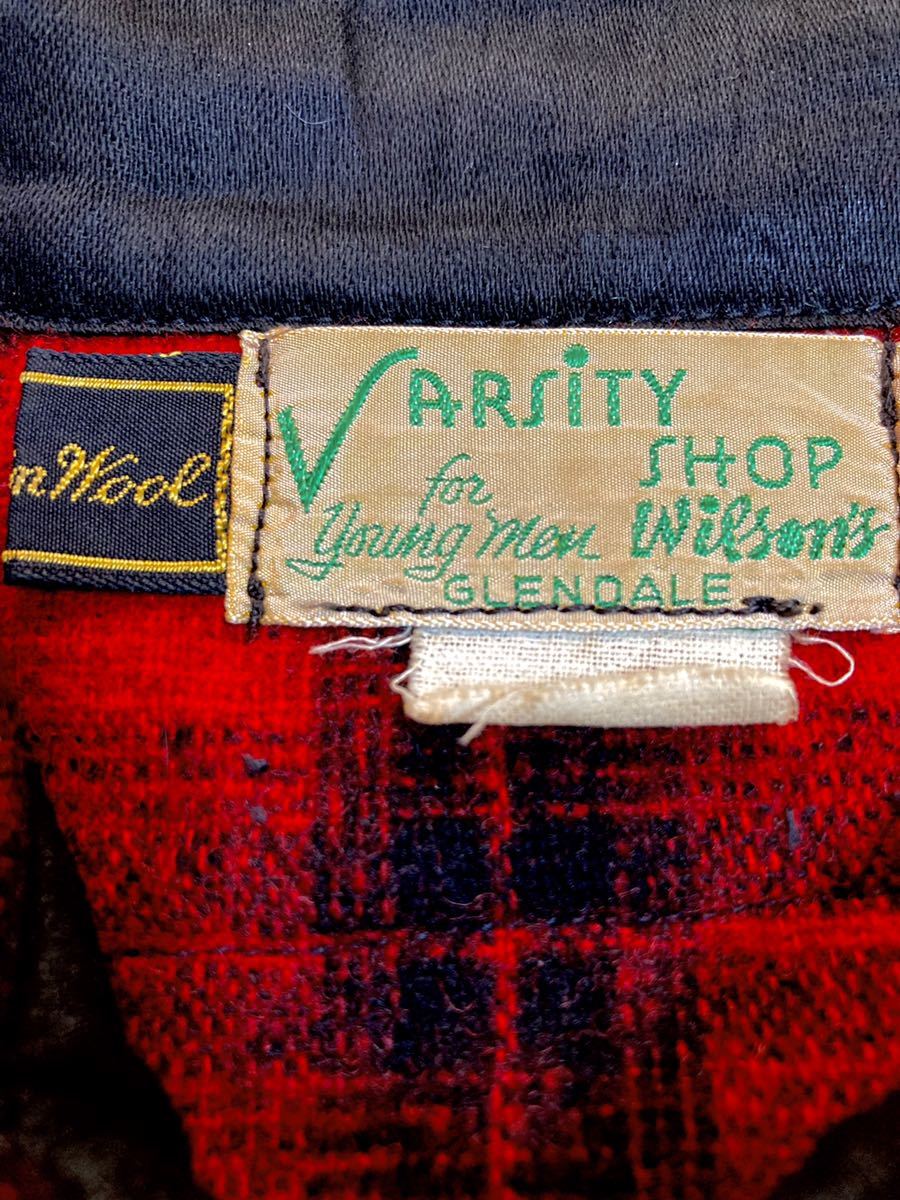 n Wool
VARSITY
SHOP
for
Young Men Wilson's
GLENDALE